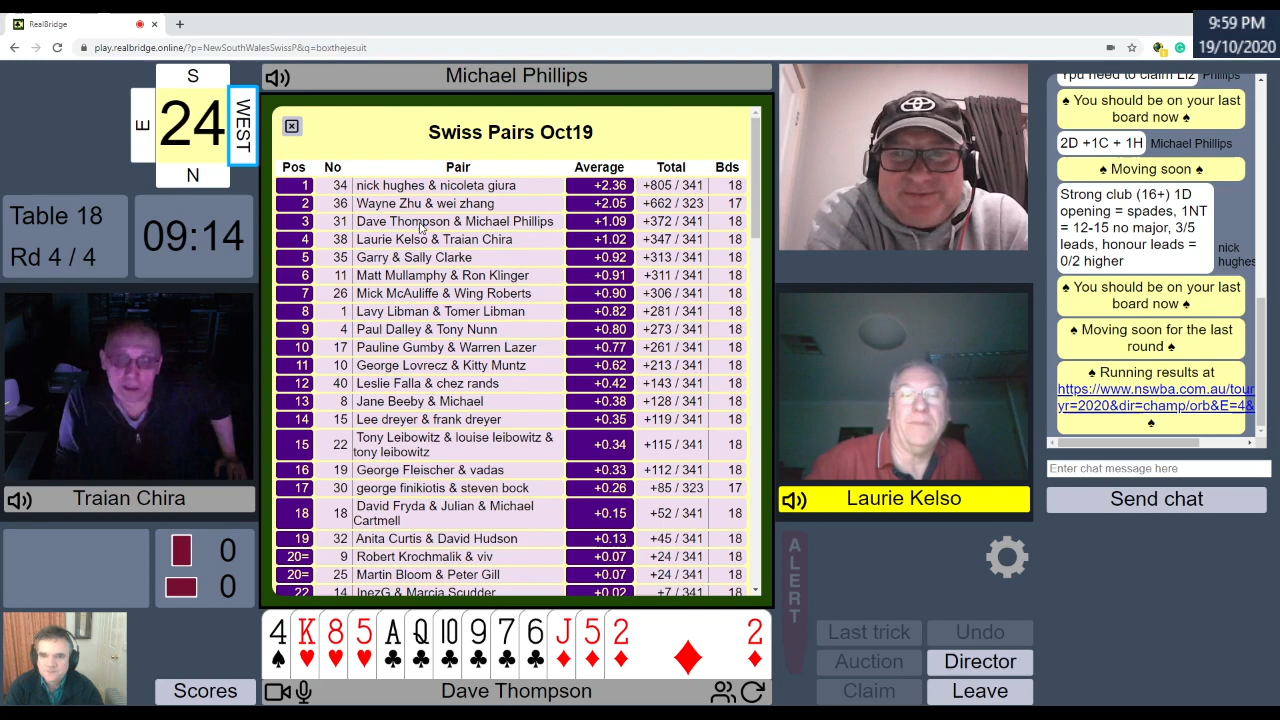 RealBridge
9:59 PM
19/10/2020
play.realbridge.online/?p=NewSouthWalesSwissP&q=boxthejesuit
S
E
24
WEST
N
Table 18
Rd 4 / 4
09:14
Michael Phillips
Swiss Pairs Oct19
Pos No Pair Average Total Bds
1 34 nick hughes & nicoleta giura +2.36 +805 / 341 18
2 36 Wayne Zhu & wei zhang +2.05 +662 / 323 17
3 31 Dave Thompson & Michael Phillips +1.09 +372 / 341 18
4 38 Laurie Kelso & Traian Chira +1.02 +347 / 341 18
5 35 Garry & Sally Clarke +0.92 +313 / 341 18
6 11 Matt Mullamphy & Ron Klinger +0.91 +311 / 341 18
7 26 Mick McAuliffe & Wing Roberts +0.90 +306 / 341 18
8 1 Lavy Libman & Tomer Libman +0.82 +281 / 341 18
9 4 Paul Dalley & Tony Nunn +0.80 +273 / 341 18
10 17 Pauline Gumby & Warren Lazer +0.77 +261 / 341 18
11 10 George Lovrecz & Kitty Muntz +0.62 +213 / 341 18
12 40 Leslie Falla & chez rands +0.42 +143 / 341 18
13 8 Jane Beeby & Michael +0.38 +128 / 341 18
14 15 Lee dreyer & frank dreyer +0.35 +119 / 341 18
15 22 Tony Leibowitz & louise leibowitz &
tony leibowitz +0.34 +115 / 341 18
16 19 George Fleischer & vadas +0.33 +112 / 341 18
17 30 george finikiotis & steven bock +0.26 +85 / 323 17
18 18 David Fryda & Julian & Michael
Cartmell +0.15 +52 / 341 18
19 32 Anita Curtis & David Hudson +0.13 +45 / 341 18
20= 9 Robert Krochmalik & viv +0.07 +24 / 341 18
20= 25 Martin Bloom & Peter Gill +0.07 +24 / 341 18
22 14 InezG & Marcia Scudder +0.02 +7 / 341 18
Ypu need to claim Liz Phillips
♠ You should be on your last
board now ♠
2D +1C + 1H Michael Phillips
♠ Moving soon ♠
Strong club (16+) 1D
opening = spades, 1NT
= 12-15 no major, 3/5
leads, honour leads =
0/2 higher
nick
hughes
♠ You should be on your last
board now ♠
♠ Moving soon for the last
round ♠
♠ Running results at
https://www.nswba.com.au/tour
yr=2020&dir=champ/orb&E=4&
♠
Enter chat message here
Send chat
Traian Chira
Laurie Kelso
0
0
ALERT
4♠ K♥ 8♥ 5♥ A♣ Q♣ 10♣ 9♣ 7♣ 6♣ J♦ 5♦ 2♦ ♦ 2♦
Last trick
Undo
Auction
Director
Claim
Leave
Scores
Dave Thompson